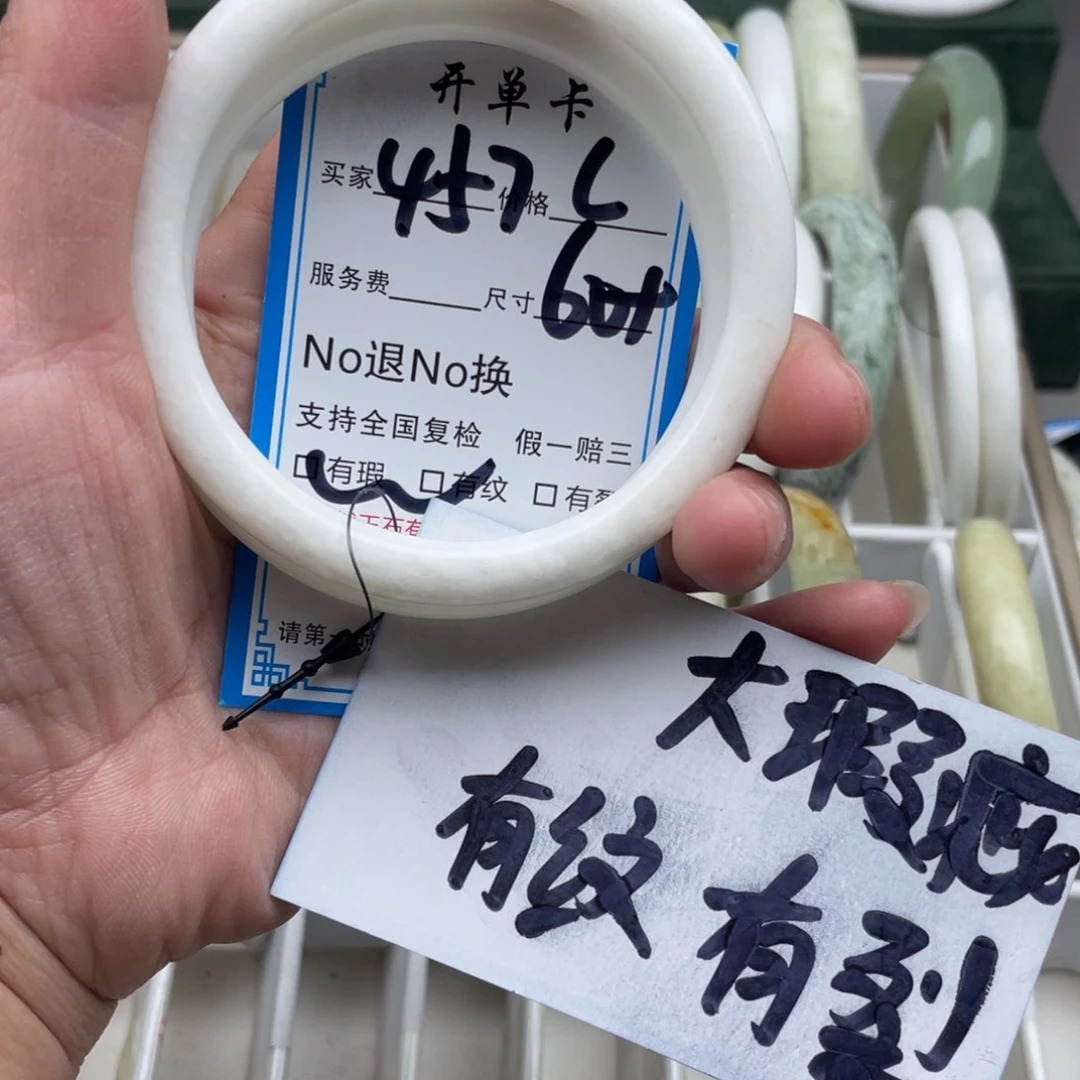 开单卡
买家 457 价格 L
服务费 尺寸 60
No退No换
支持全国复检 假一赔三
有瑕 有纹 有
请第一
大瑕疵
有纹 有裂